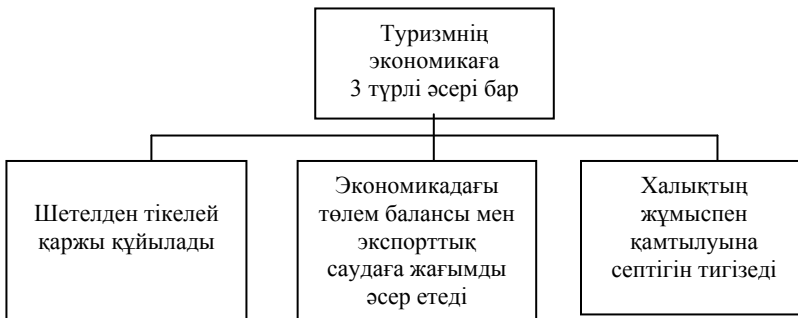 Туризмнің
экономикаға
3 түрлі әсері бар
Шетелден тікелей
қаржы құйылады
Экономикадағы
төлем балансы мен
экспорттық
саудаға жағымды
әсер етеді
Халықтың
жұмыспен
қамтылуына
септігін тигізеді